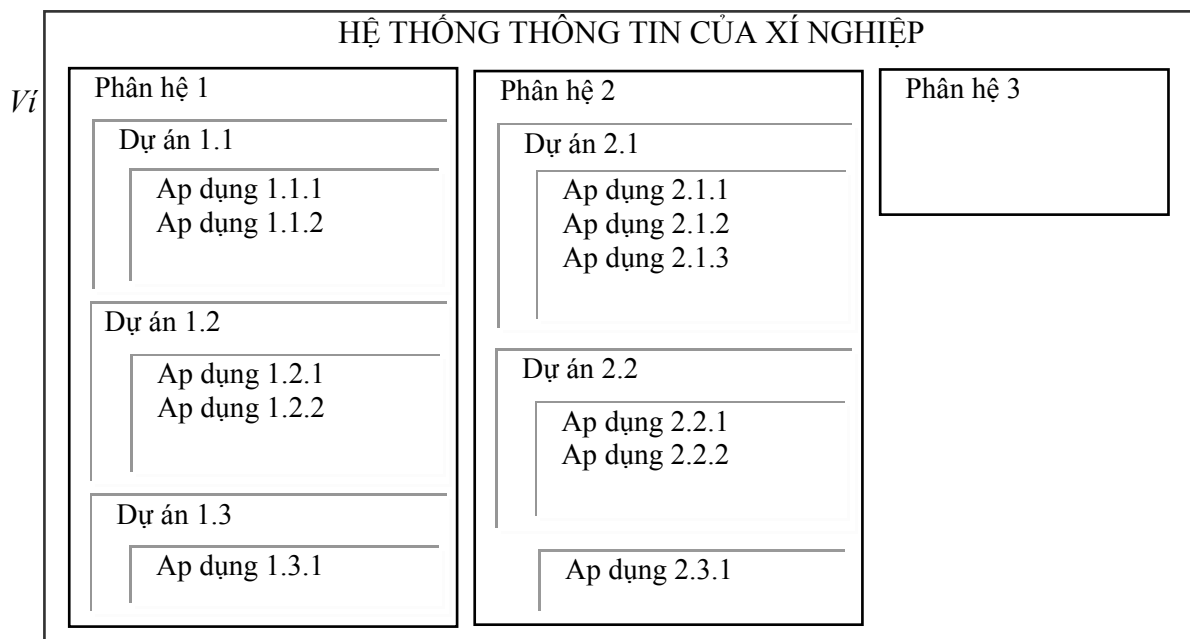 HỆ THỐNG THÔNG TIN CỦA XÍ NGHIỆP
Ví
Phân hệ 1
Dự án 1.1
Ap dụng 1.1.1
Ap dụng 1.1.2
Dự án 1.2
Ap dụng 1.2.1
Ap dụng 1.2.2
Dự án 1.3
Ap dụng 1.3.1
Phân hệ 2
Dự án 2.1
Ap dụng 2.1.1
Ap dụng 2.1.2
Ap dụng 2.1.3
Dự án 2.2
Ap dụng 2.2.1
Ap dụng 2.2.2
Ap dụng 2.3.1
Phân hệ 3